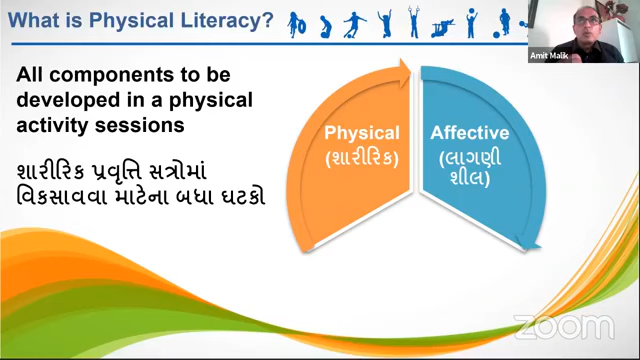 What is Physical Literacy?
Amit Malik
All components to be
developed in a physical
activity sessions
શારીરિક પ્રવૃત્તિ સત્રોમાં
વિકસાવવા માટેના બધા ઘટકો
Physical
(શારીરિક)
Affective
(લાગણી
શીલ)
zoom